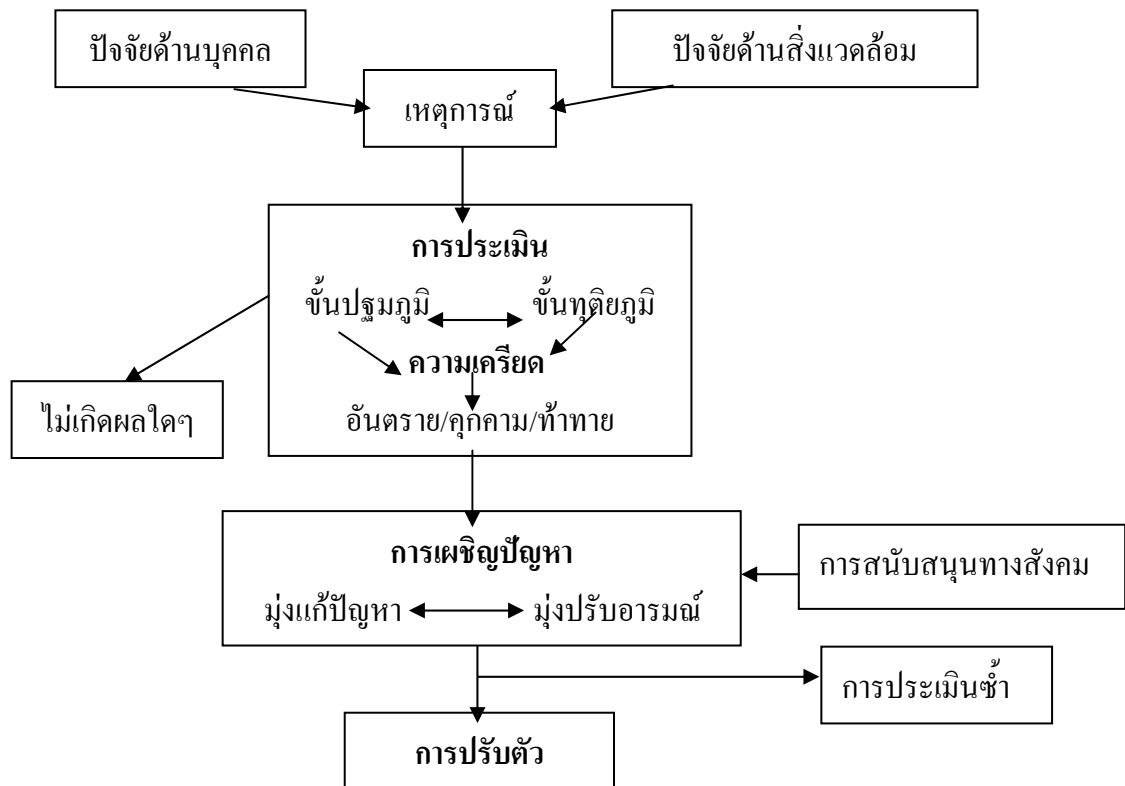 ปัจจัยด้านบุคคล
ปัจจัยด้านสิ่งแวดล้อม
เหตุการณ์
การประเมิน
ขั้นปฐมภูมิ ขั้นทุติยภูมิ
ความเครียด
ไม่เกิดผลใดๆ
อันตราย/คุกคาม/ท้าทาย
การเผชิญปัญหา
การสนับสนุนทางสังคม
มุ่งแก้ปัญหา มุ่งปรับอารมณ์
การประเมินซ้ำ
การปรับตัว